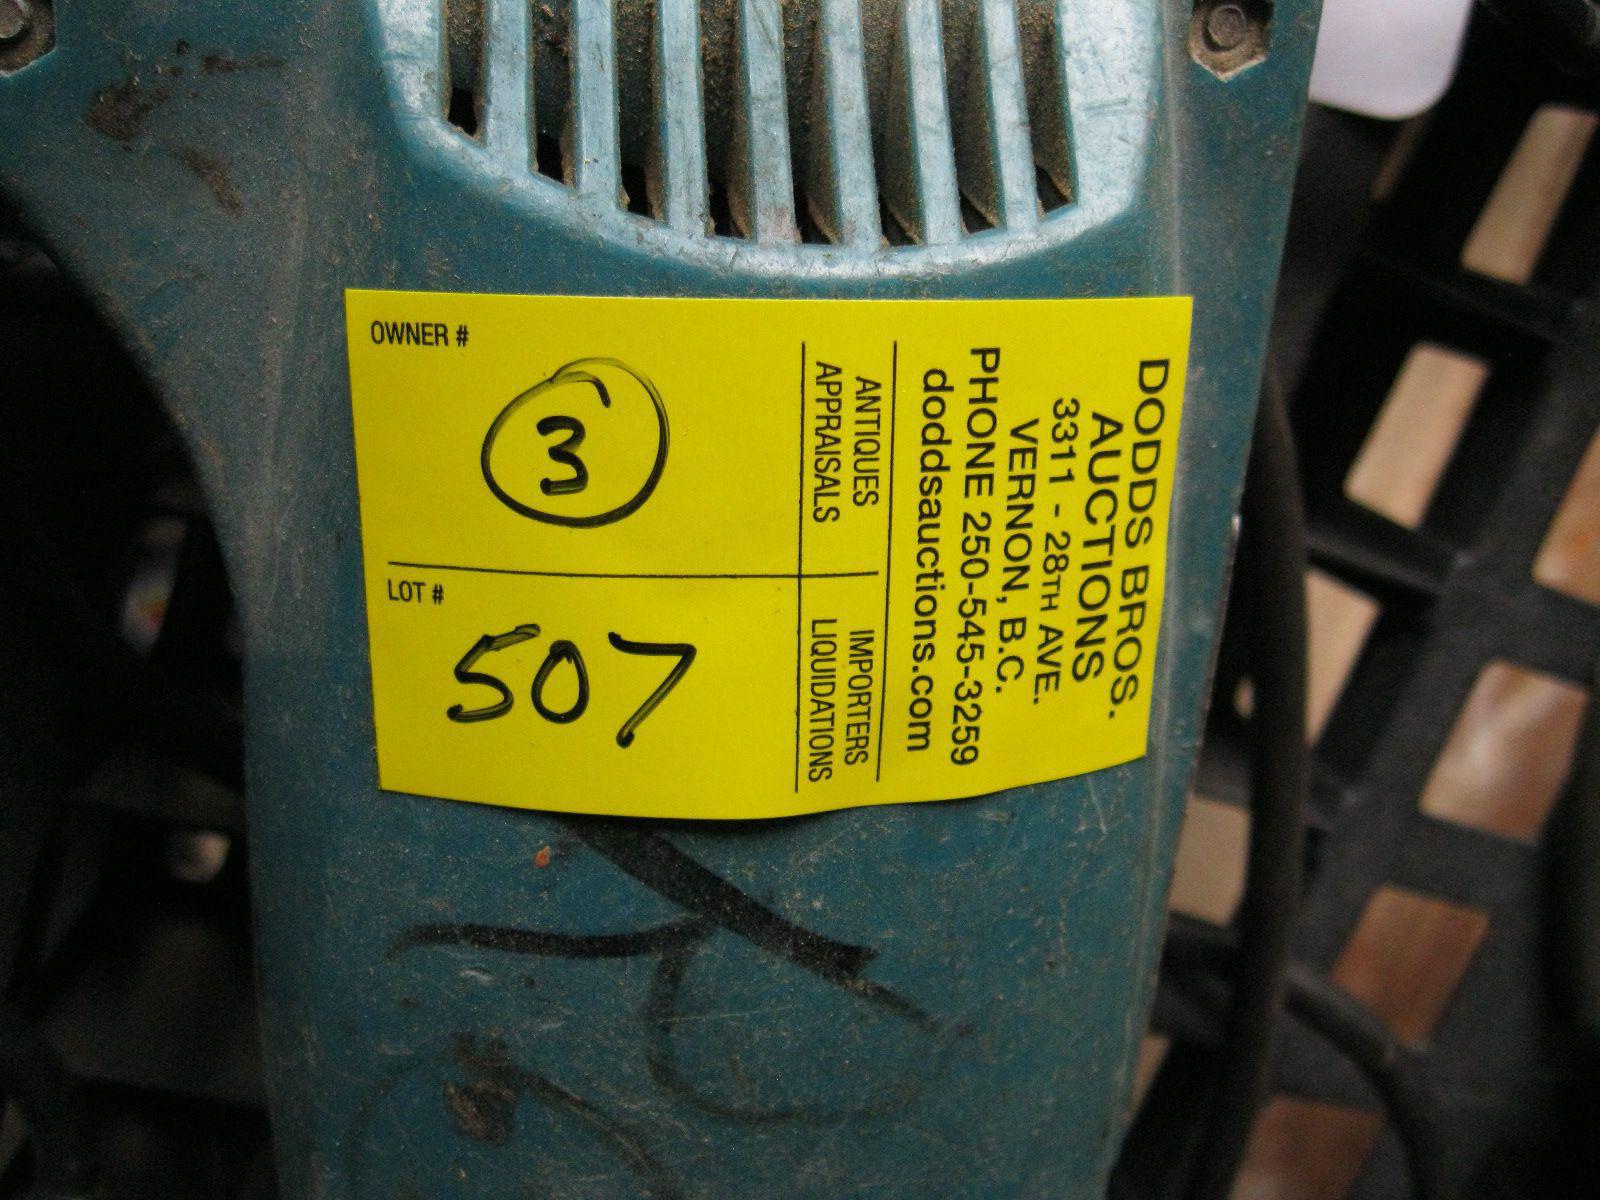 DODDS BROS.
AUCTIONS
3311 - 28TH AVE.
VERNON, B.C.
PHONE 250-545-3259
doddsauctions.com
ANTIQUES
APPRAISALS
IMPORTERS
LIQUIDATIONS
OWNER #
3
LOT #
507